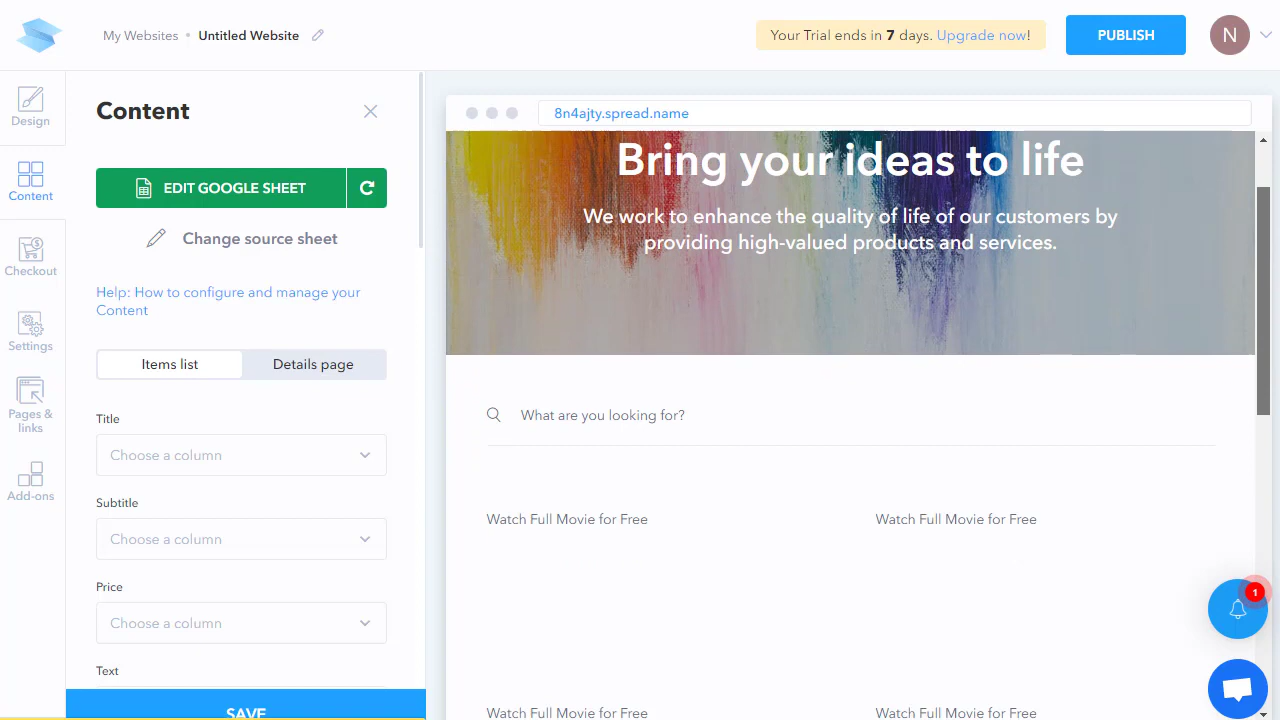 My Websites • Untitled Website
Your Trial ends in 7 days. Upgrade now!
PUBLISH
N
Design
Content
Checkout
Settings
Pages &
links
Add-ons
Content
EDIT GOOGLE SHEET
Change source sheet
Help: How to configure and manage your
Content
Items list
Details page
Title
Choose a column
Subtitle
Choose a column
Price
Choose a column
Text
SAVE
8n4ajty.spread.name
Bring your ideas to life
We work to enhance the quality of life of our customers by
providing high-valued products and services.
What are you looking for?
Watch Full Movie for Free
Watch Full Movie for Free
1
Watch Full Movie for Free
Watch Full Movie for Free